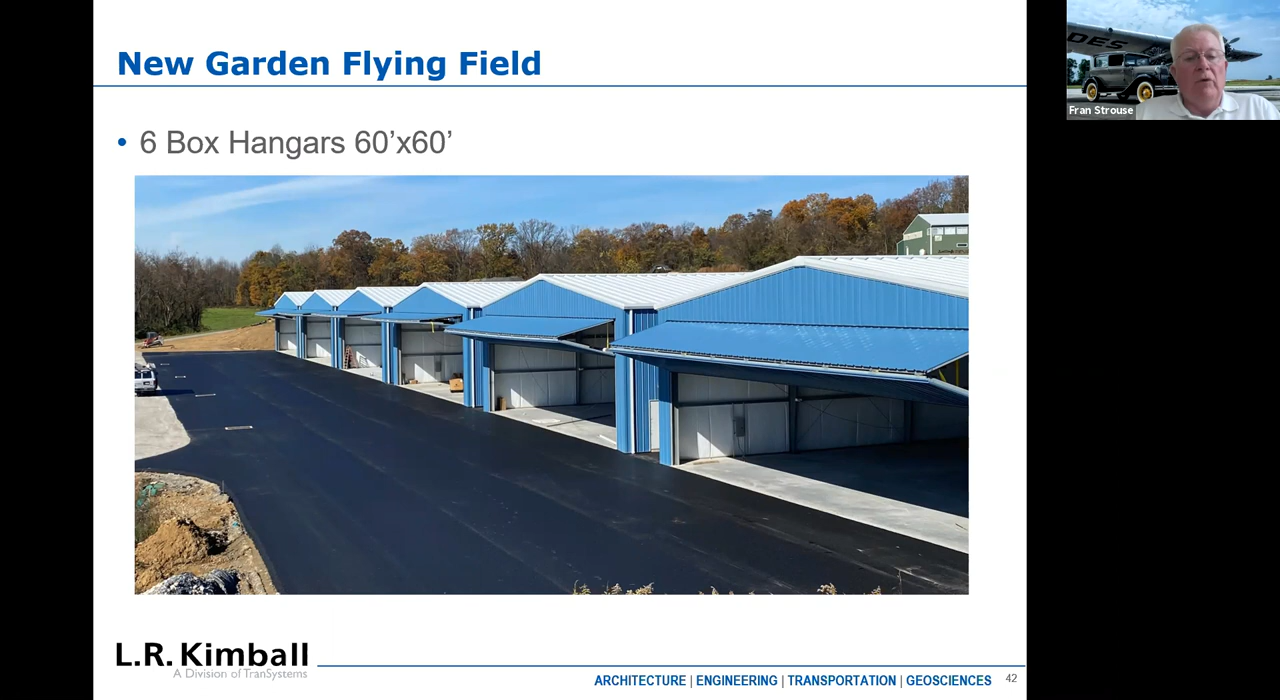 New Garden Flying Field
• 6 Box Hangars 60’x60’
DES
Fran Strouse
L.R. Kimball
A Division of TranSystems
ARCHITECTURE | ENGINEERING | TRANSPORTATION | GEOSCIENCES
42